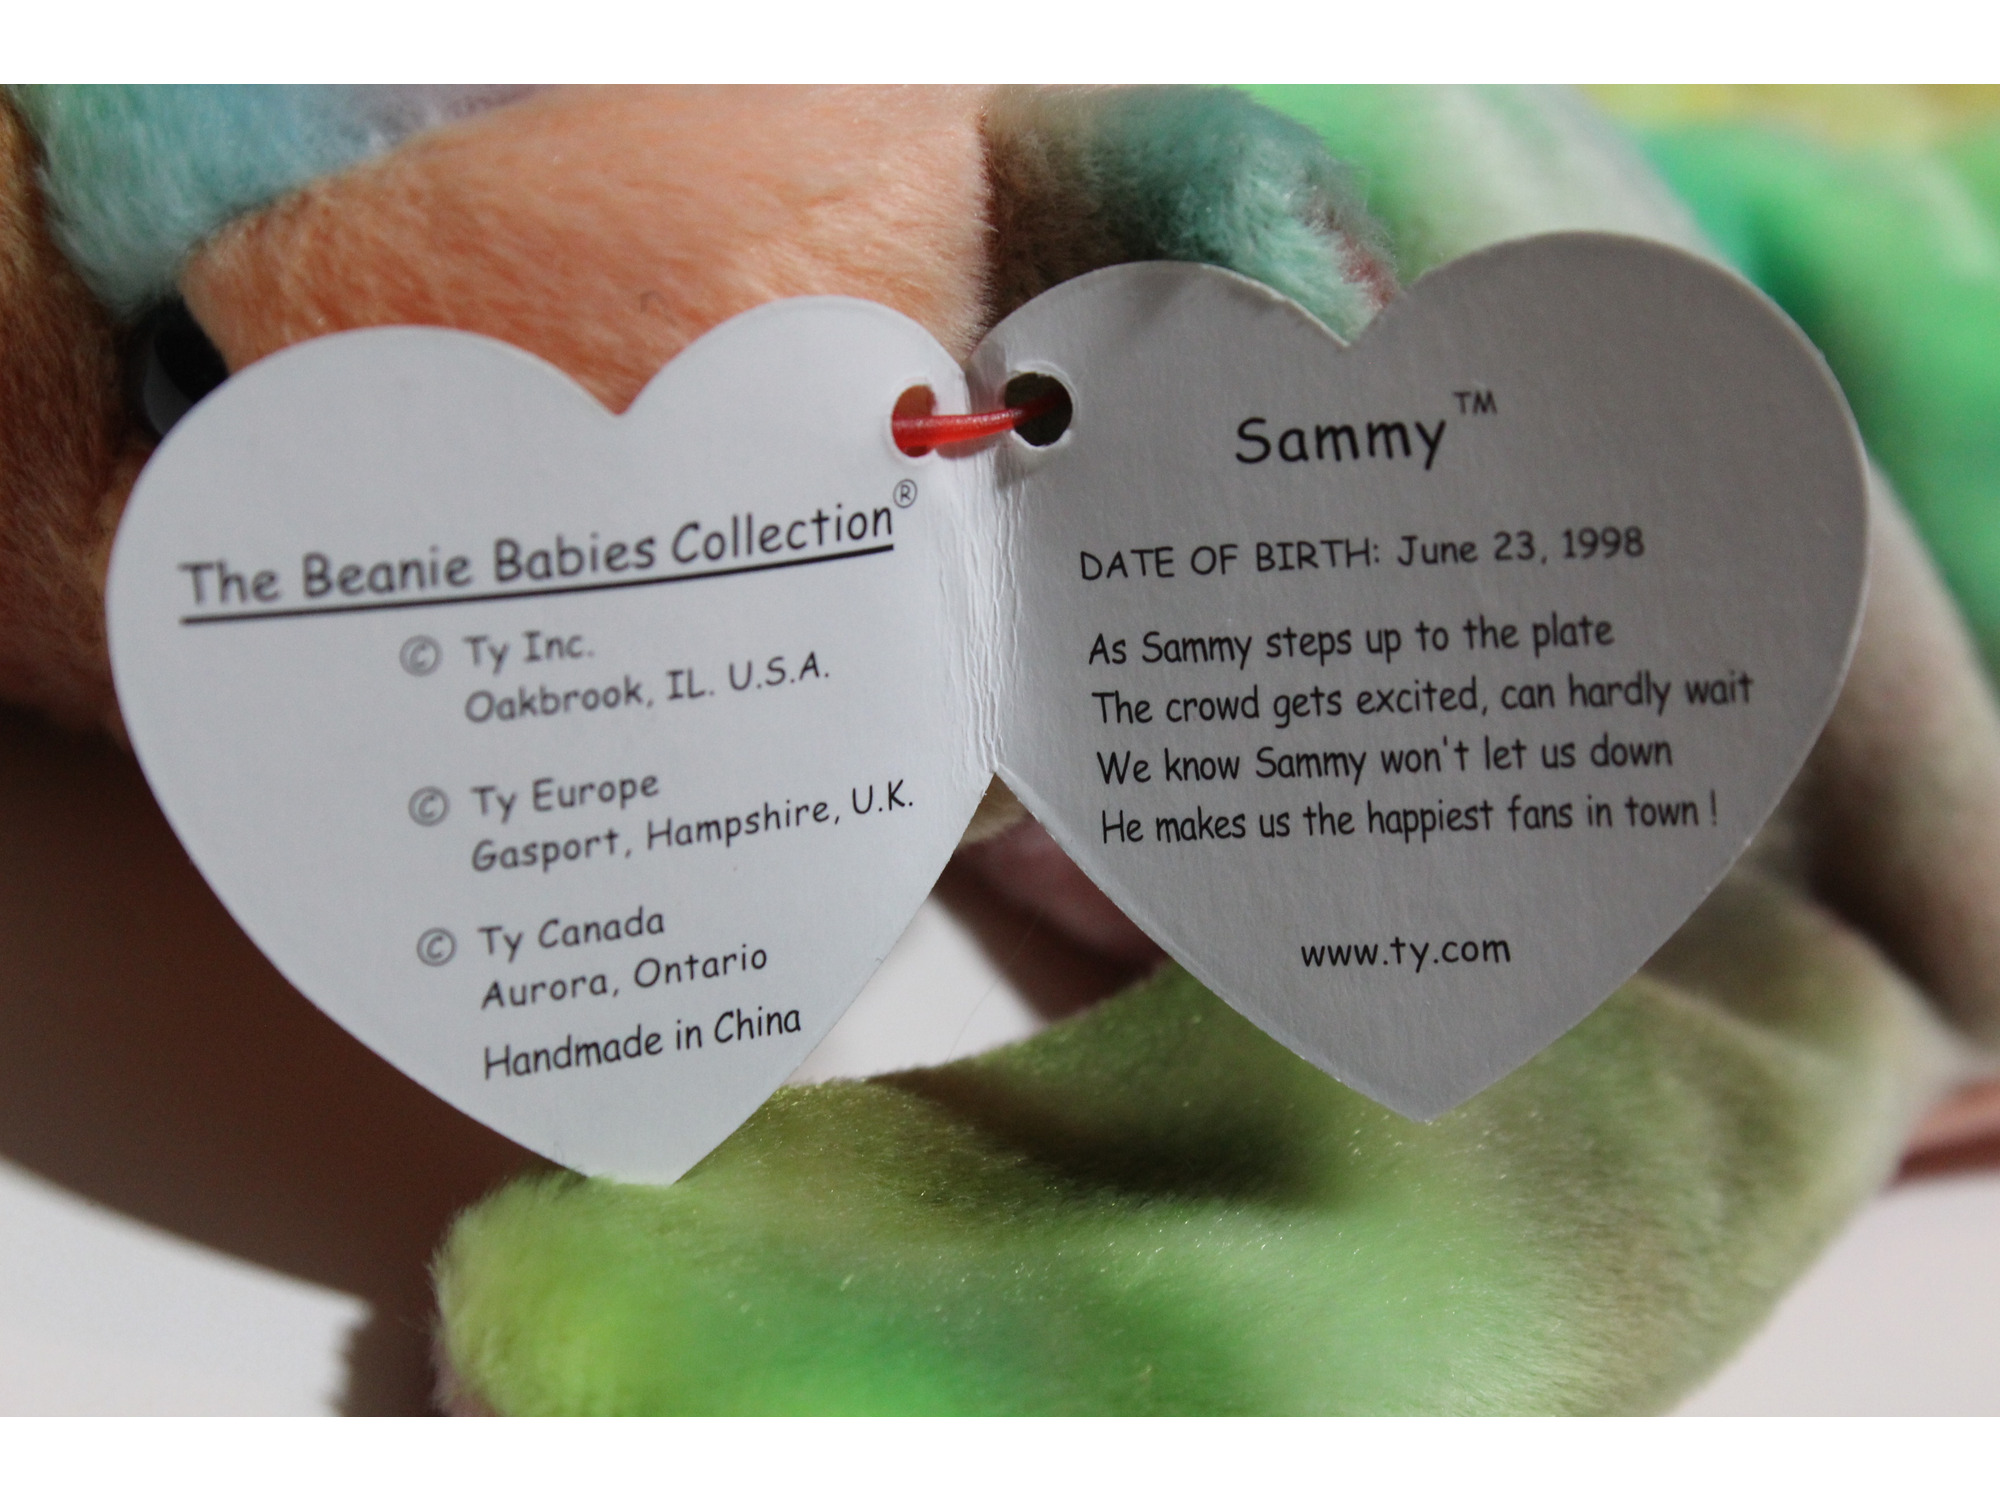 The Beanie Babies Collection®
© Ty Inc.
Oakbrook, IL. U.S.A.
© Ty Europe
Gasport, Hampshire, U.K.
© Ty Canada
Aurora, Ontario
Handmade in China
Sammy™
DATE OF BIRTH: June 23, 1998
As Sammy steps up to the plate
The crowd gets excited, can hardly wait
We know Sammy won't let us down
He makes us the happiest fans in town !
www.ty.com